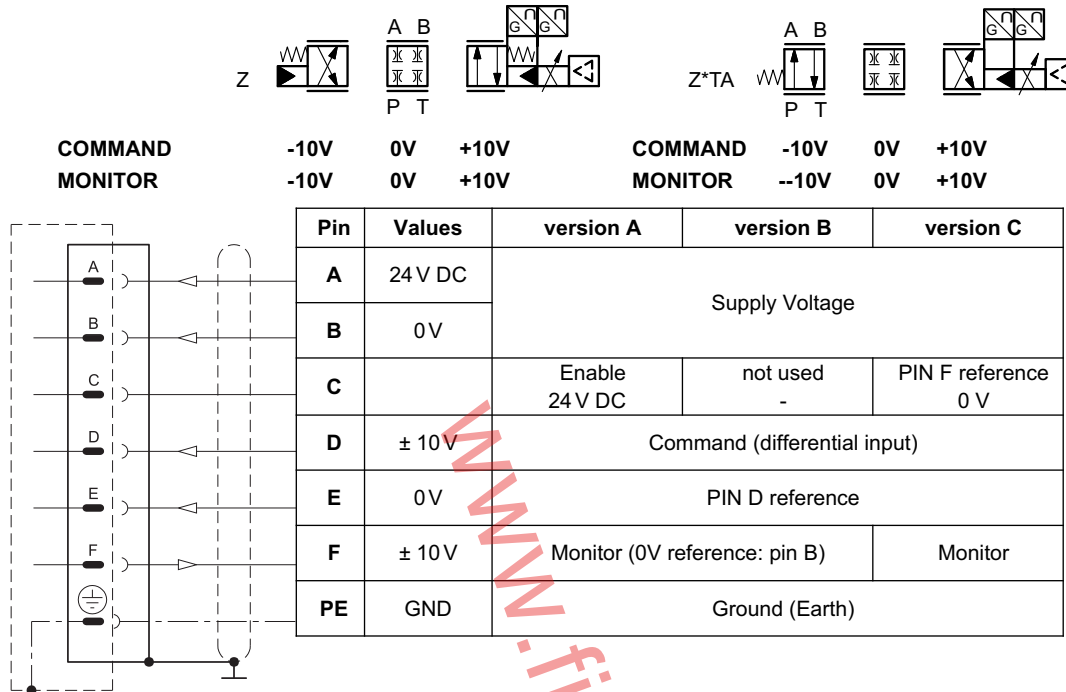 A B
G G
Z
P T
A B
G G
Z*TA
P T
COMMAND -10V 0V +10V
MONITOR -10V 0V +10V
COMMAND -10V 0V +10V
MONITOR --10V 0V +10V
Pin Values version A version B version C
A 24 V DC
Supply Voltage
B 0 V
C Enable not used PIN F reference
24 V DC - 0 V
D ± 10 V Command (differential input)
E 0 V PIN D reference
F ± 10 V Monitor (0V reference: pin B) Monitor
PE GND Ground (Earth)
A
B
C
D
E
F
www.fi